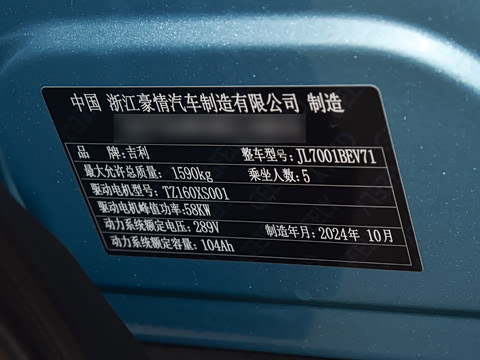 中国 浙江豪情汽车制造有限公司 制造
品 牌:吉利 整车型号:JL7001BEV71
最大允许总质量: 1590kg 乘坐人数:5
驱动电机型号:TZ160XS001
驱动电机峰值功率:58KW
动力系统额定电压: 289V 制造年月: 2024年 10月
动力系统额定容量: 104Ah